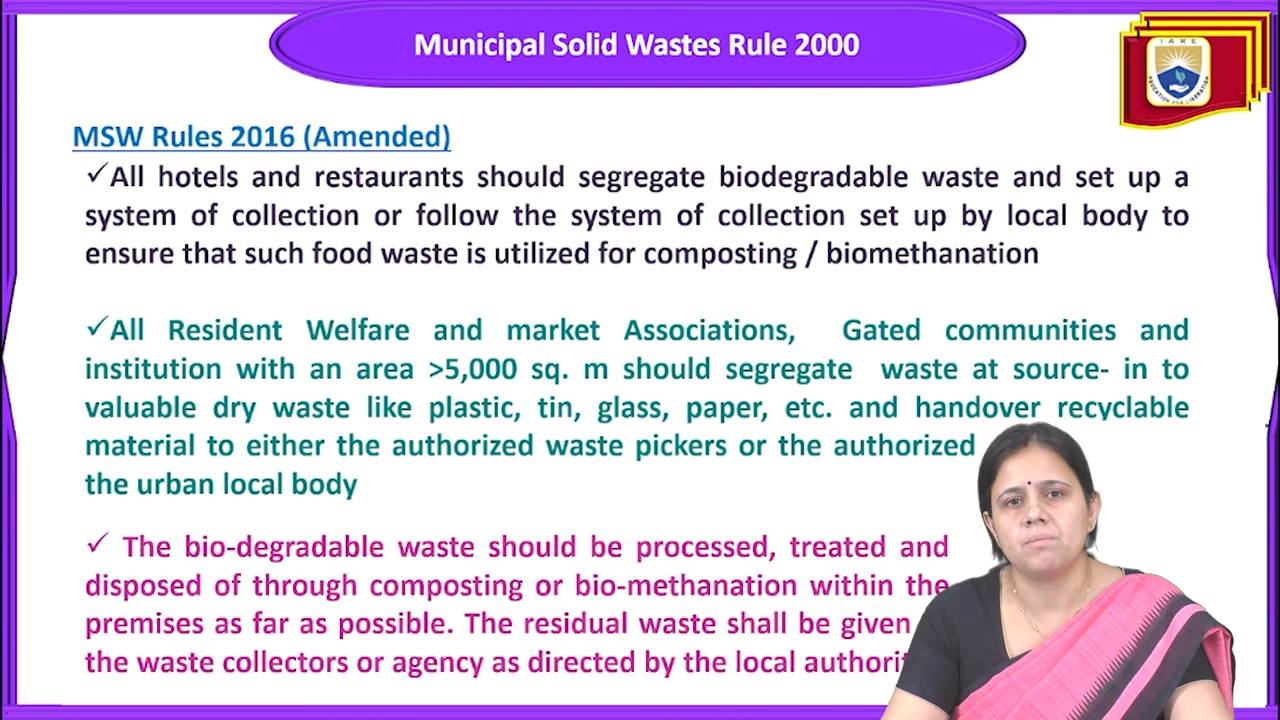 Municipal Solid Wastes Rule 2000
IARE
EDUCATION FOR LIBERATION
MSW Rules 2016 (Amended)
✓All hotels and restaurants should segregate biodegradable waste and set up a
system of collection or follow the system of collection set up by local body to
ensure that such food waste is utilized for composting / biomethanation
✓All Resident Welfare and market Associations, Gated communities and
institution with an area >5,000 sq. m should segregate waste at source- in to
valuable dry waste like plastic, tin, glass, paper, etc. and handover recyclable
material to either the authorized waste pickers or the authorized
the urban local body
✓ The bio-degradable waste should be processed, treated and
disposed of through composting or bio-methanation within the
premises as far as possible. The residual waste shall be given
the waste collectors or agency as directed by the local